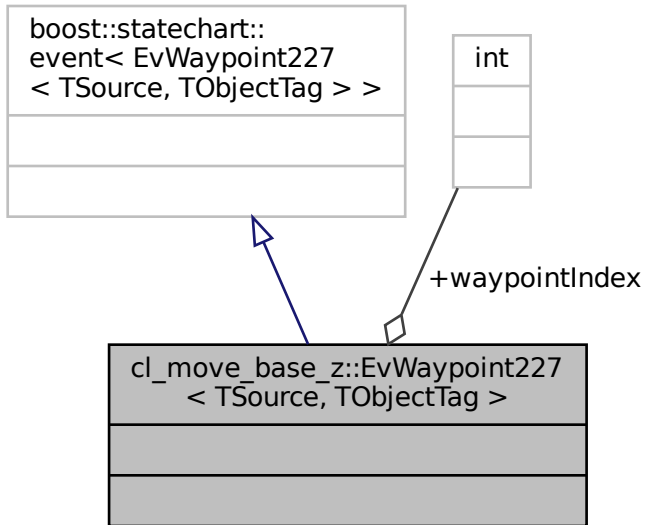 boost::statechart::
event< EvWaypoint227
< TSource, TObjectTag > >
int
+waypointIndex
cl_move_base_z::EvWaypoint227
< TSource, TObjectTag >